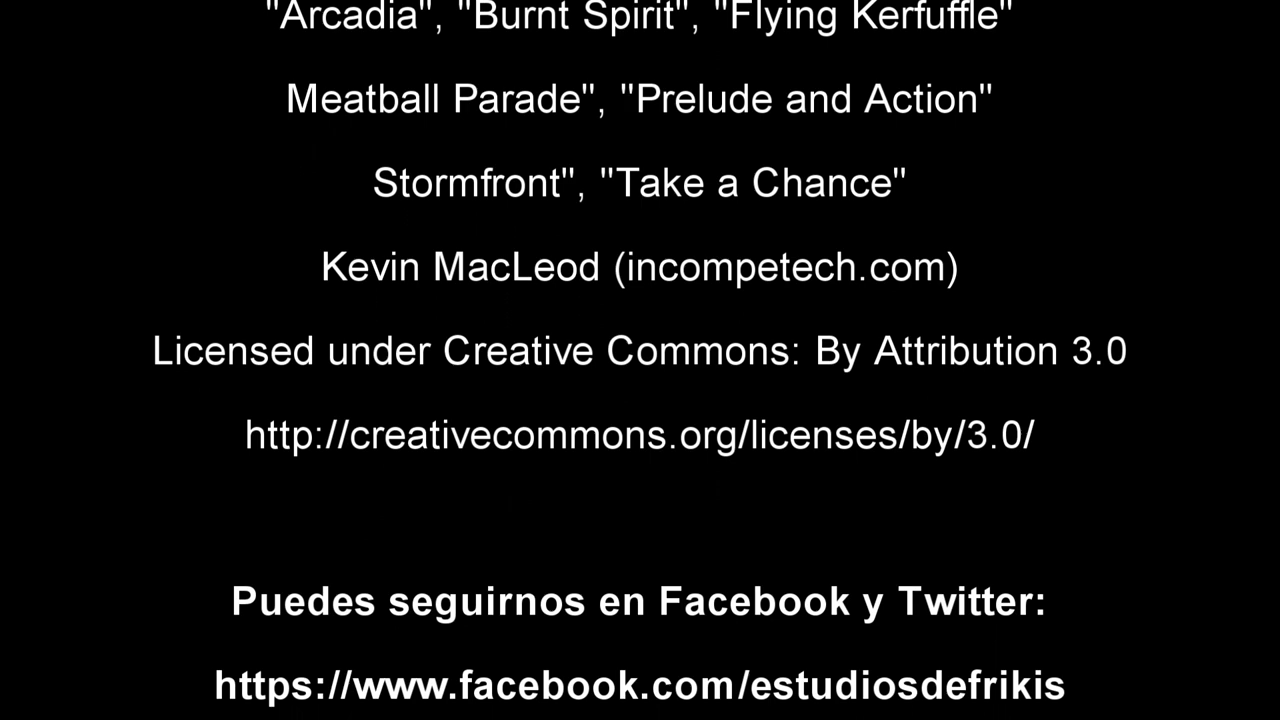 "Arcadia", "Burnt Spirit", "Flying Kerfuffle"
Meatball Parade", "Prelude and Action"
Stormfront", "Take a Chance"
Kevin MacLeod (incompetech.com)
Licensed under Creative Commons: By Attribution 3.0
http://creativecommons.org/licenses/by/3.0/
Puedes seguirnos en Facebook y Twitter:
https://www.facebook.com/estudiosdefrikis